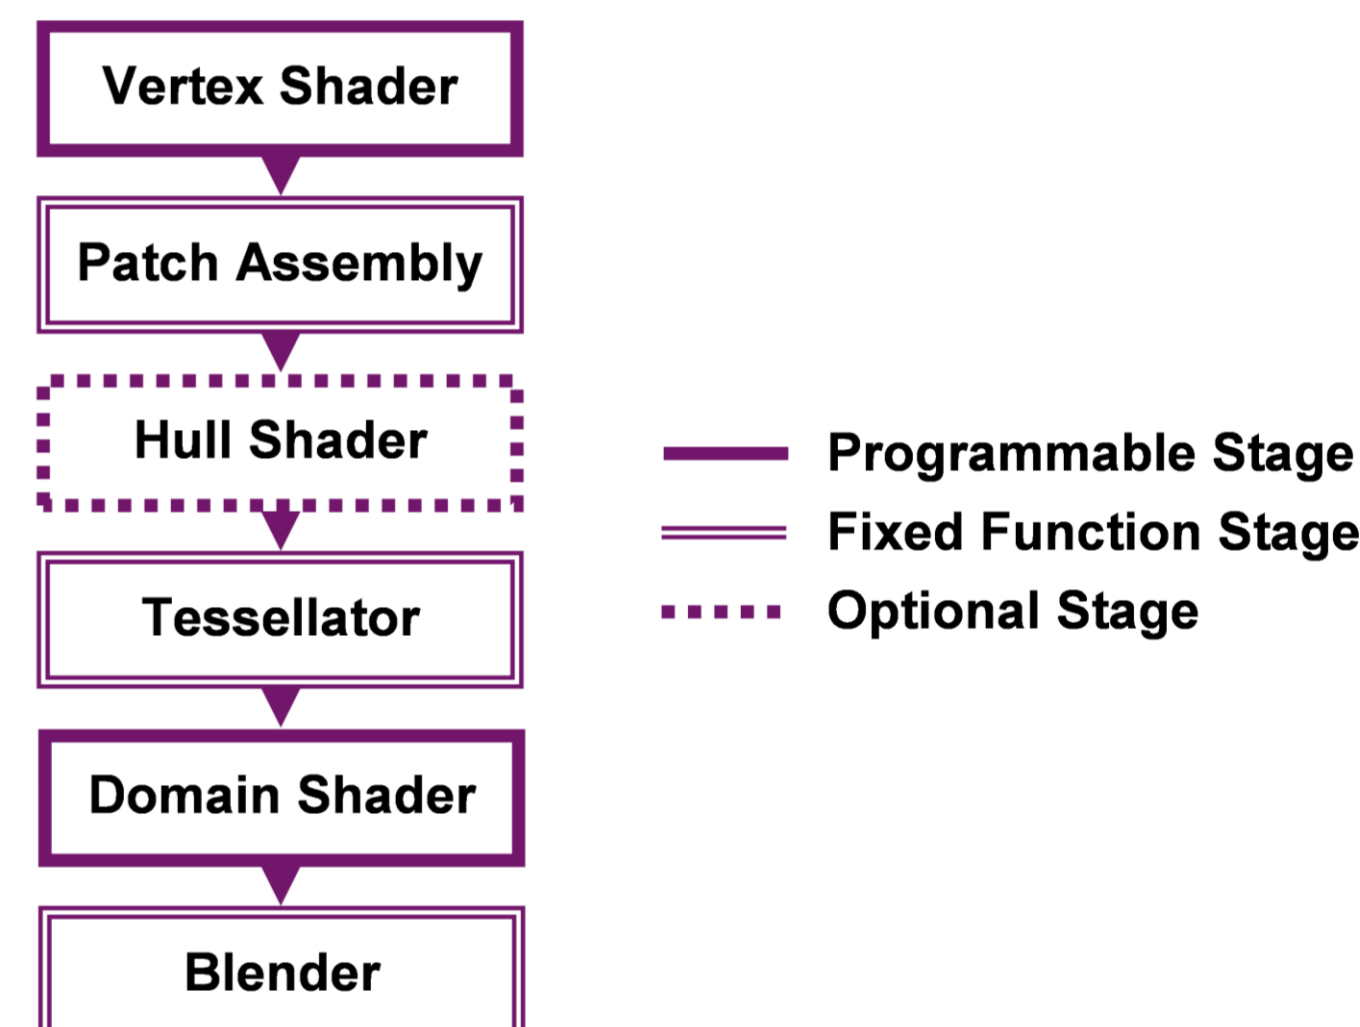 Vertex Shader
Patch Assembly
Hull Shader
Tessellator
Domain Shader
Blender
Programmable Stage
Fixed Function Stage
Optional Stage